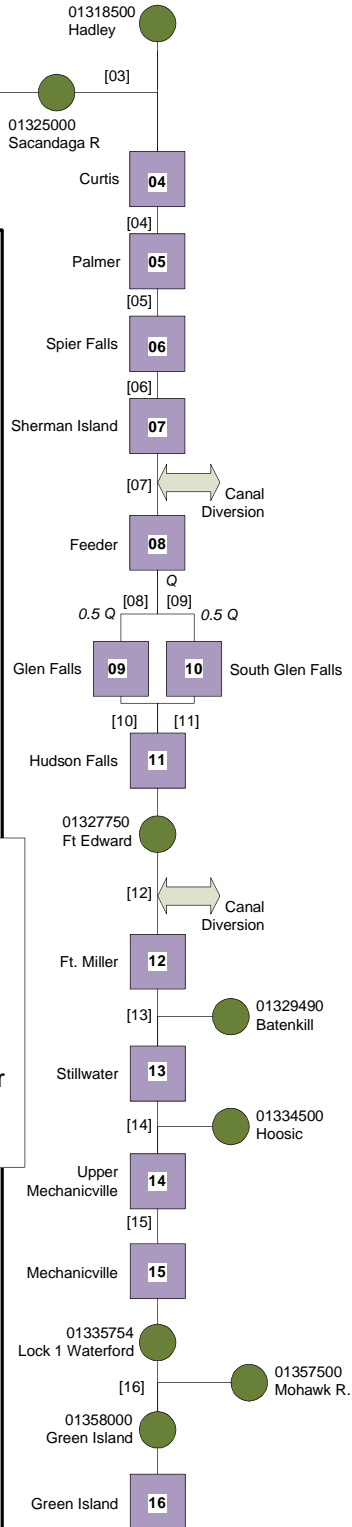 01318500
Hadley
[03]
01325000
Sacandaga R
Curtis
04
[04]
Palmer
05
[05]
Spier Falls
06
[06]
Sherman Island
07
[07]
Canal
Diversion
Feeder
08
Q
[08]
[09]
0.5 Q
0.5 Q
Glen Falls
09
10
South Glen Falls
[10]
[11]
Hudson Falls
11
01327750
Ft Edward
[12]
Canal
Diversion
Ft. Miller
12
[13]
01329490
Batenkill
Stillwater
13
r
[14]
01334500
Hoosic
Upper
Mechanicville
14
[15]
Mechanicville
15
01335754
Lock 1 Waterford
01357500
Mohawk R.
[16]
01358000
Green Island
Green Island
16